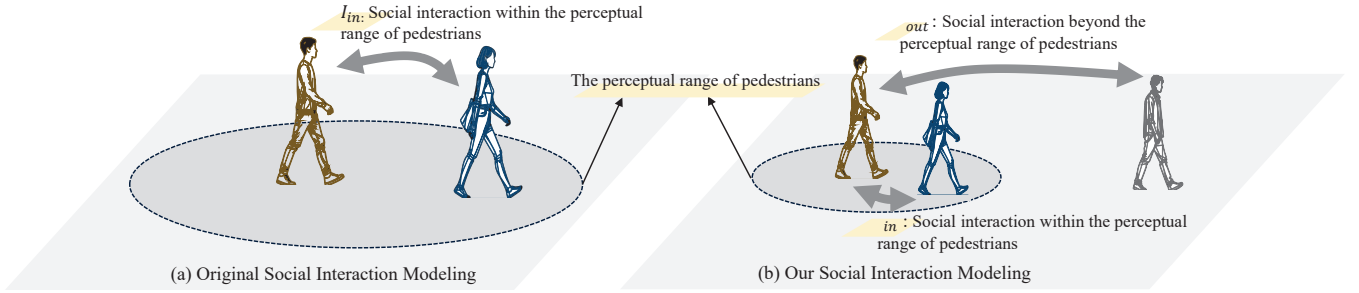 I_in: Social interaction within the perceptual
range of pedestrians
out : Social interaction beyond the
perceptual range of pedestrians
The perceptual range of pedestrians
in : Social interaction within the perceptual
range of pedestrians
(a) Original Social Interaction Modeling
(b) Our Social Interaction Modeling